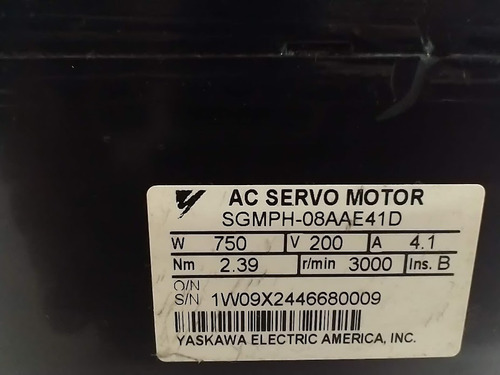 AC SERVO MOTOR
SGMPH-08AAE41D
W 750 V 200 A 4.1
Nm 2.39 r/min 3000 Ins. B
O/N
S/N 1W09X2446680009
YASKAWA ELECTRIC AMERICA, INC.